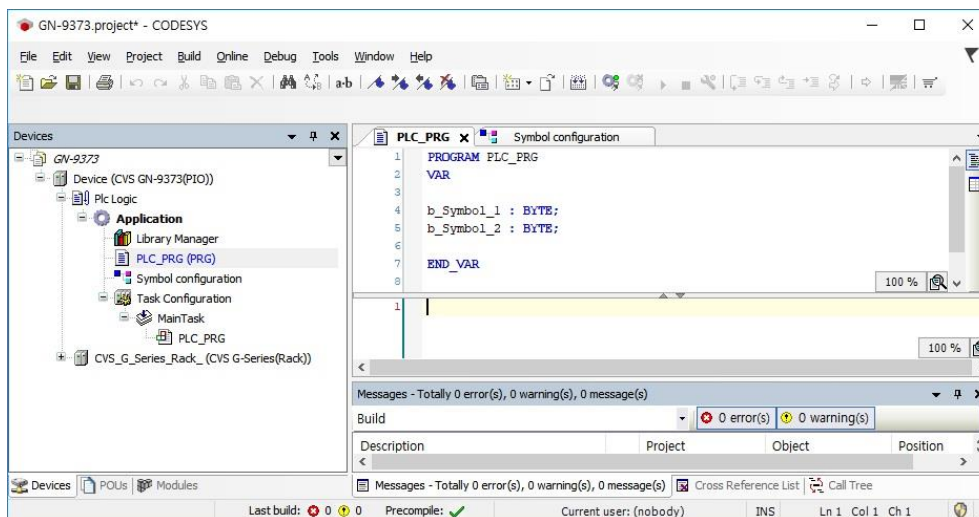 GN-9373.project* - CODESYS
File Edit View Project Build Online Debug Tools Window Help
Devices
GN-9373
Device (CVS GN-9373(PIO))
Plc Logic
Application
Library Manager
PLC_PRG (PRG)
Symbol configuration
Task Configuration
MainTask
PLC_PRG
CVS_G_Series_Rack_ (CVS G-Series(Rack))
Devices POUs Modules
PLC_PRG Symbol configuration
1 PROGRAM PLC_PRG
2 VAR
3
4 b_Symbol_1 : BYTE;
5 b_Symbol_2 : BYTE;
6
7 END_VAR
8
100 %
1
100 %
Messages - Totally 0 error(s), 0 warning(s), 0 message(s)
Build 0 error(s) 0 warning(s)
Description Project Object Position
Messages - Totally 0 error(s), 0 warning(s), 0 message(s) Cross Reference List Call Tree
Last build: 0 0 Precompile: Current user: (nobody) INS Ln 1 Col 1 Ch 1